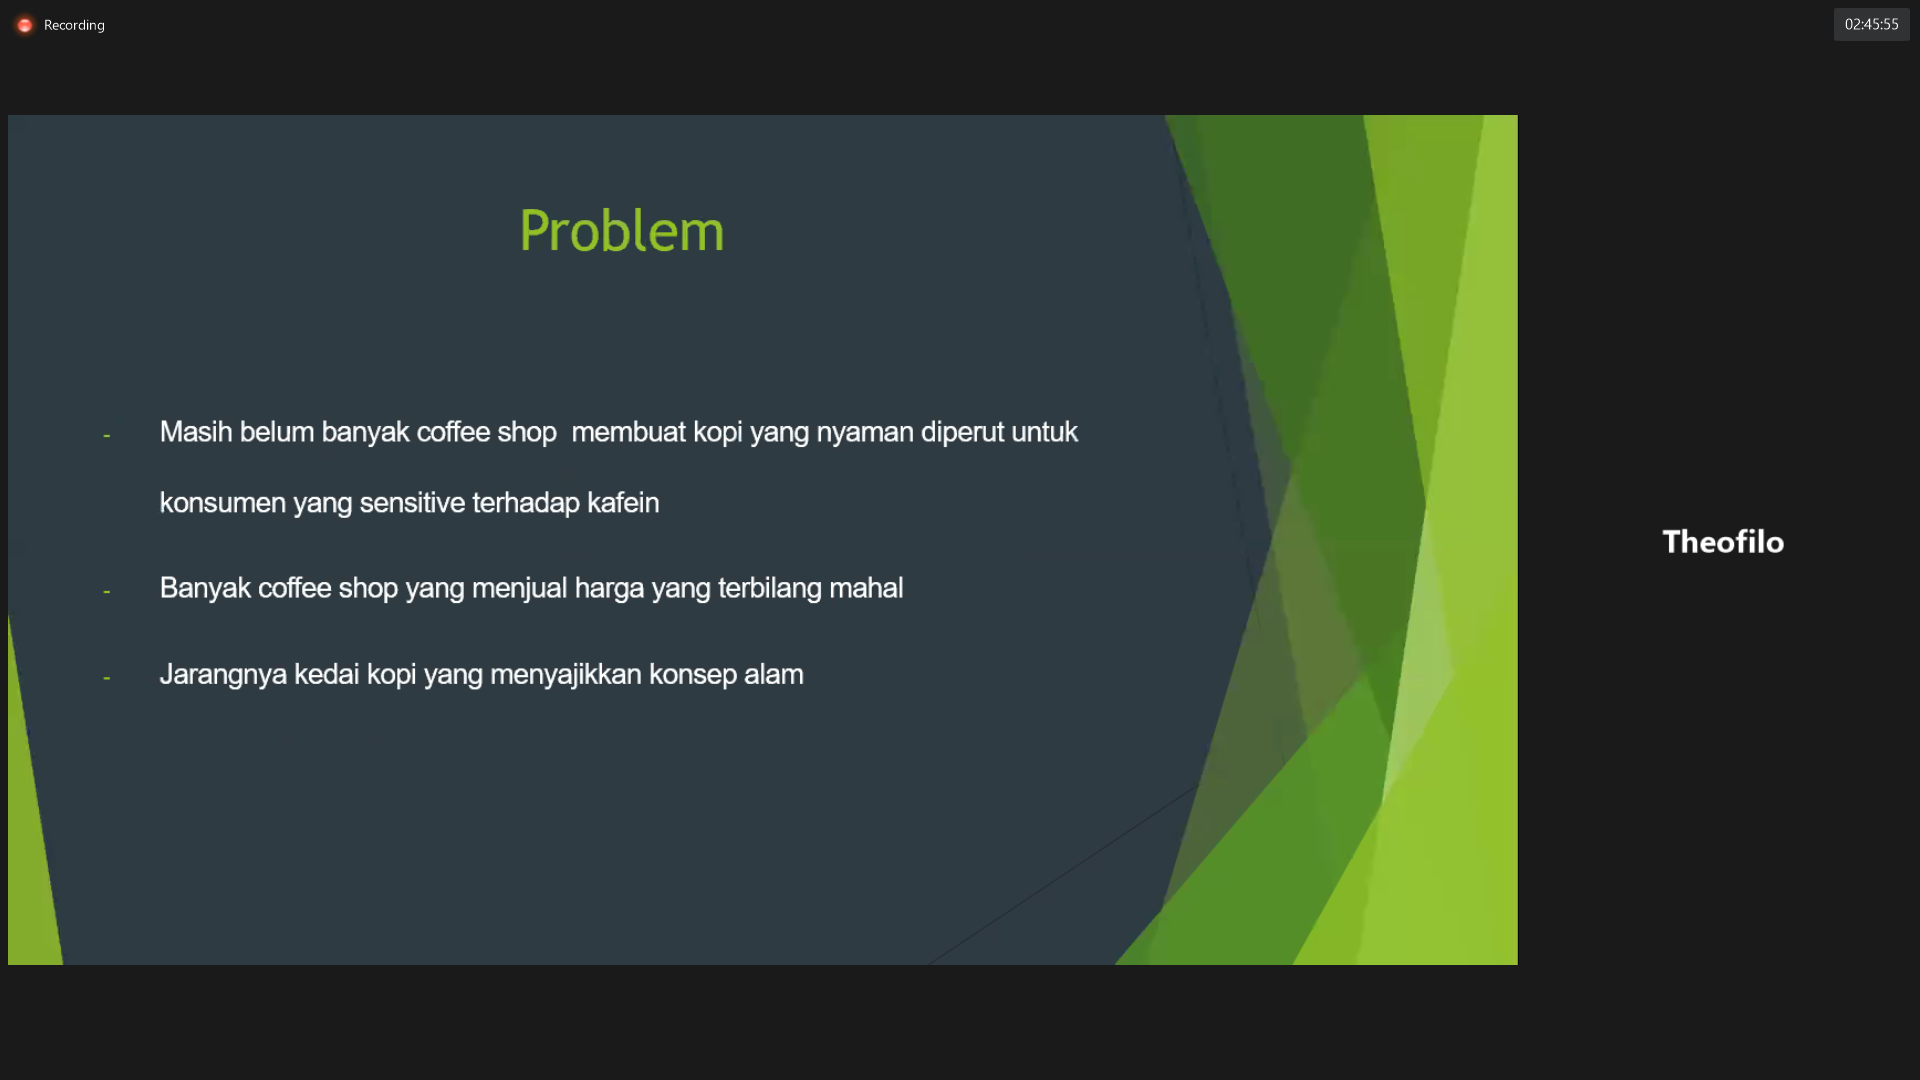 Recording
02:45:55
Problem
- Masih belum banyak coffee shop  membuat kopi yang nyaman diperut untuk
konsumen yang sensitive terhadap kafein
- Banyak coffee shop yang menjual harga yang terbilang mahal
- Jarangnya kedai kopi yang menyajikkan konsep alam
Theofilo